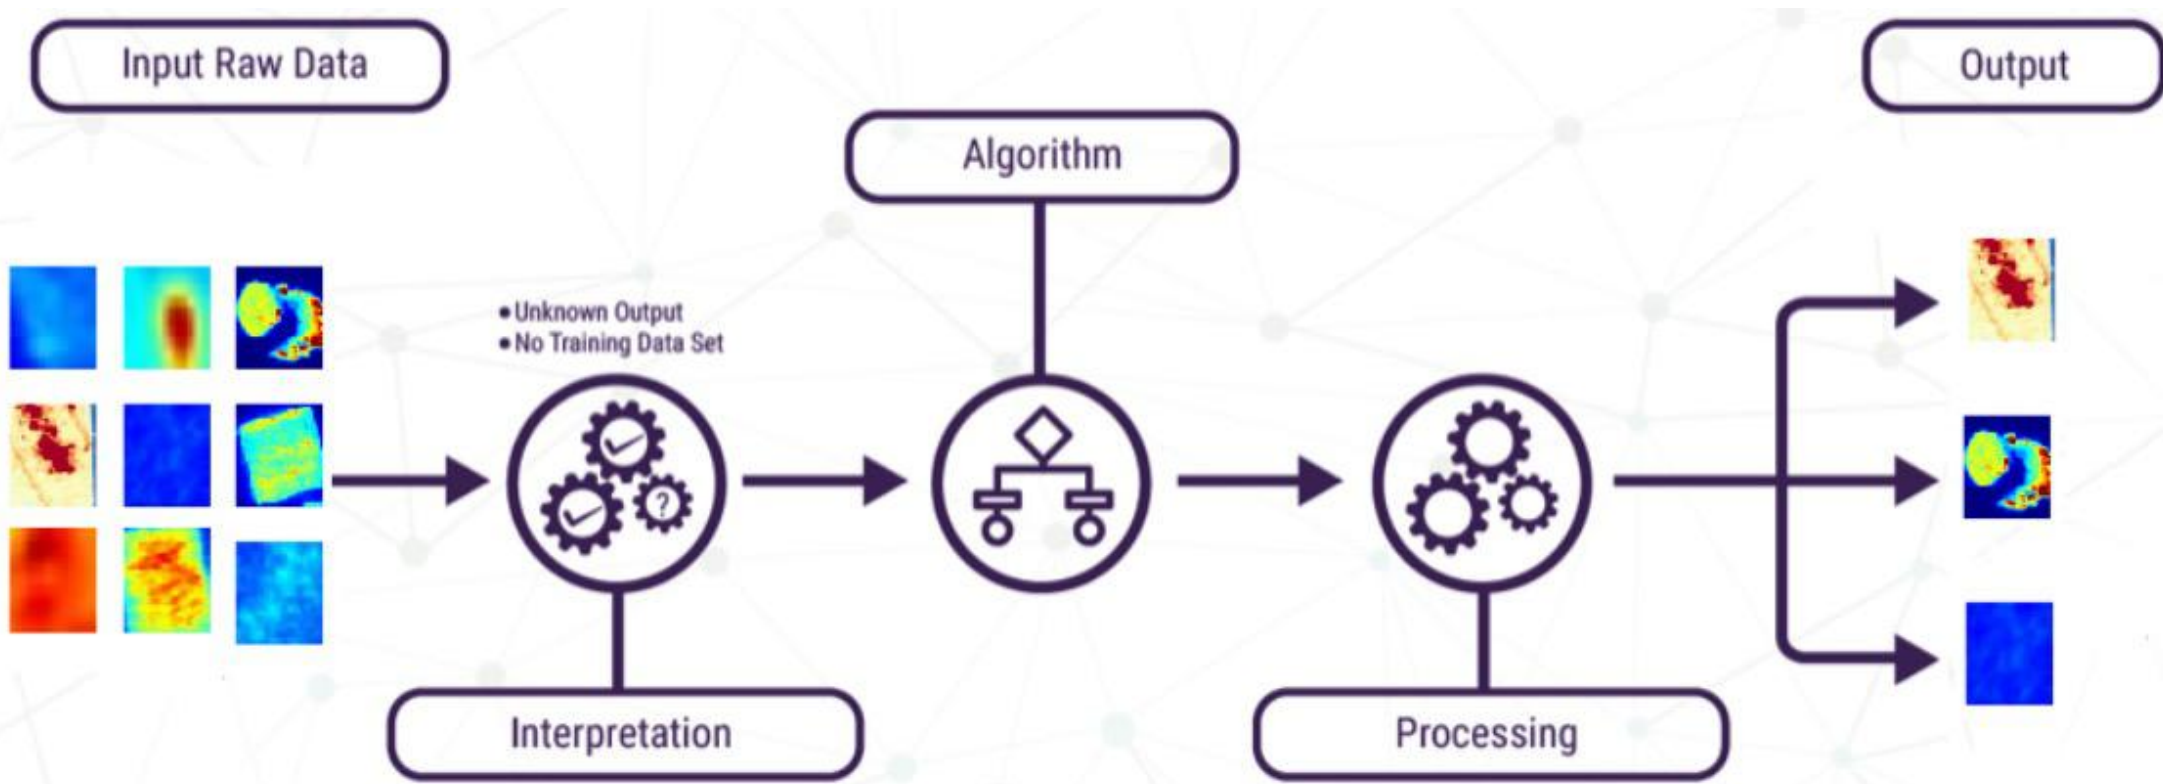 Input Raw Data
Output
Algorithm
• Unknown Output
• No Training Data Set
?
Interpretation
Processing